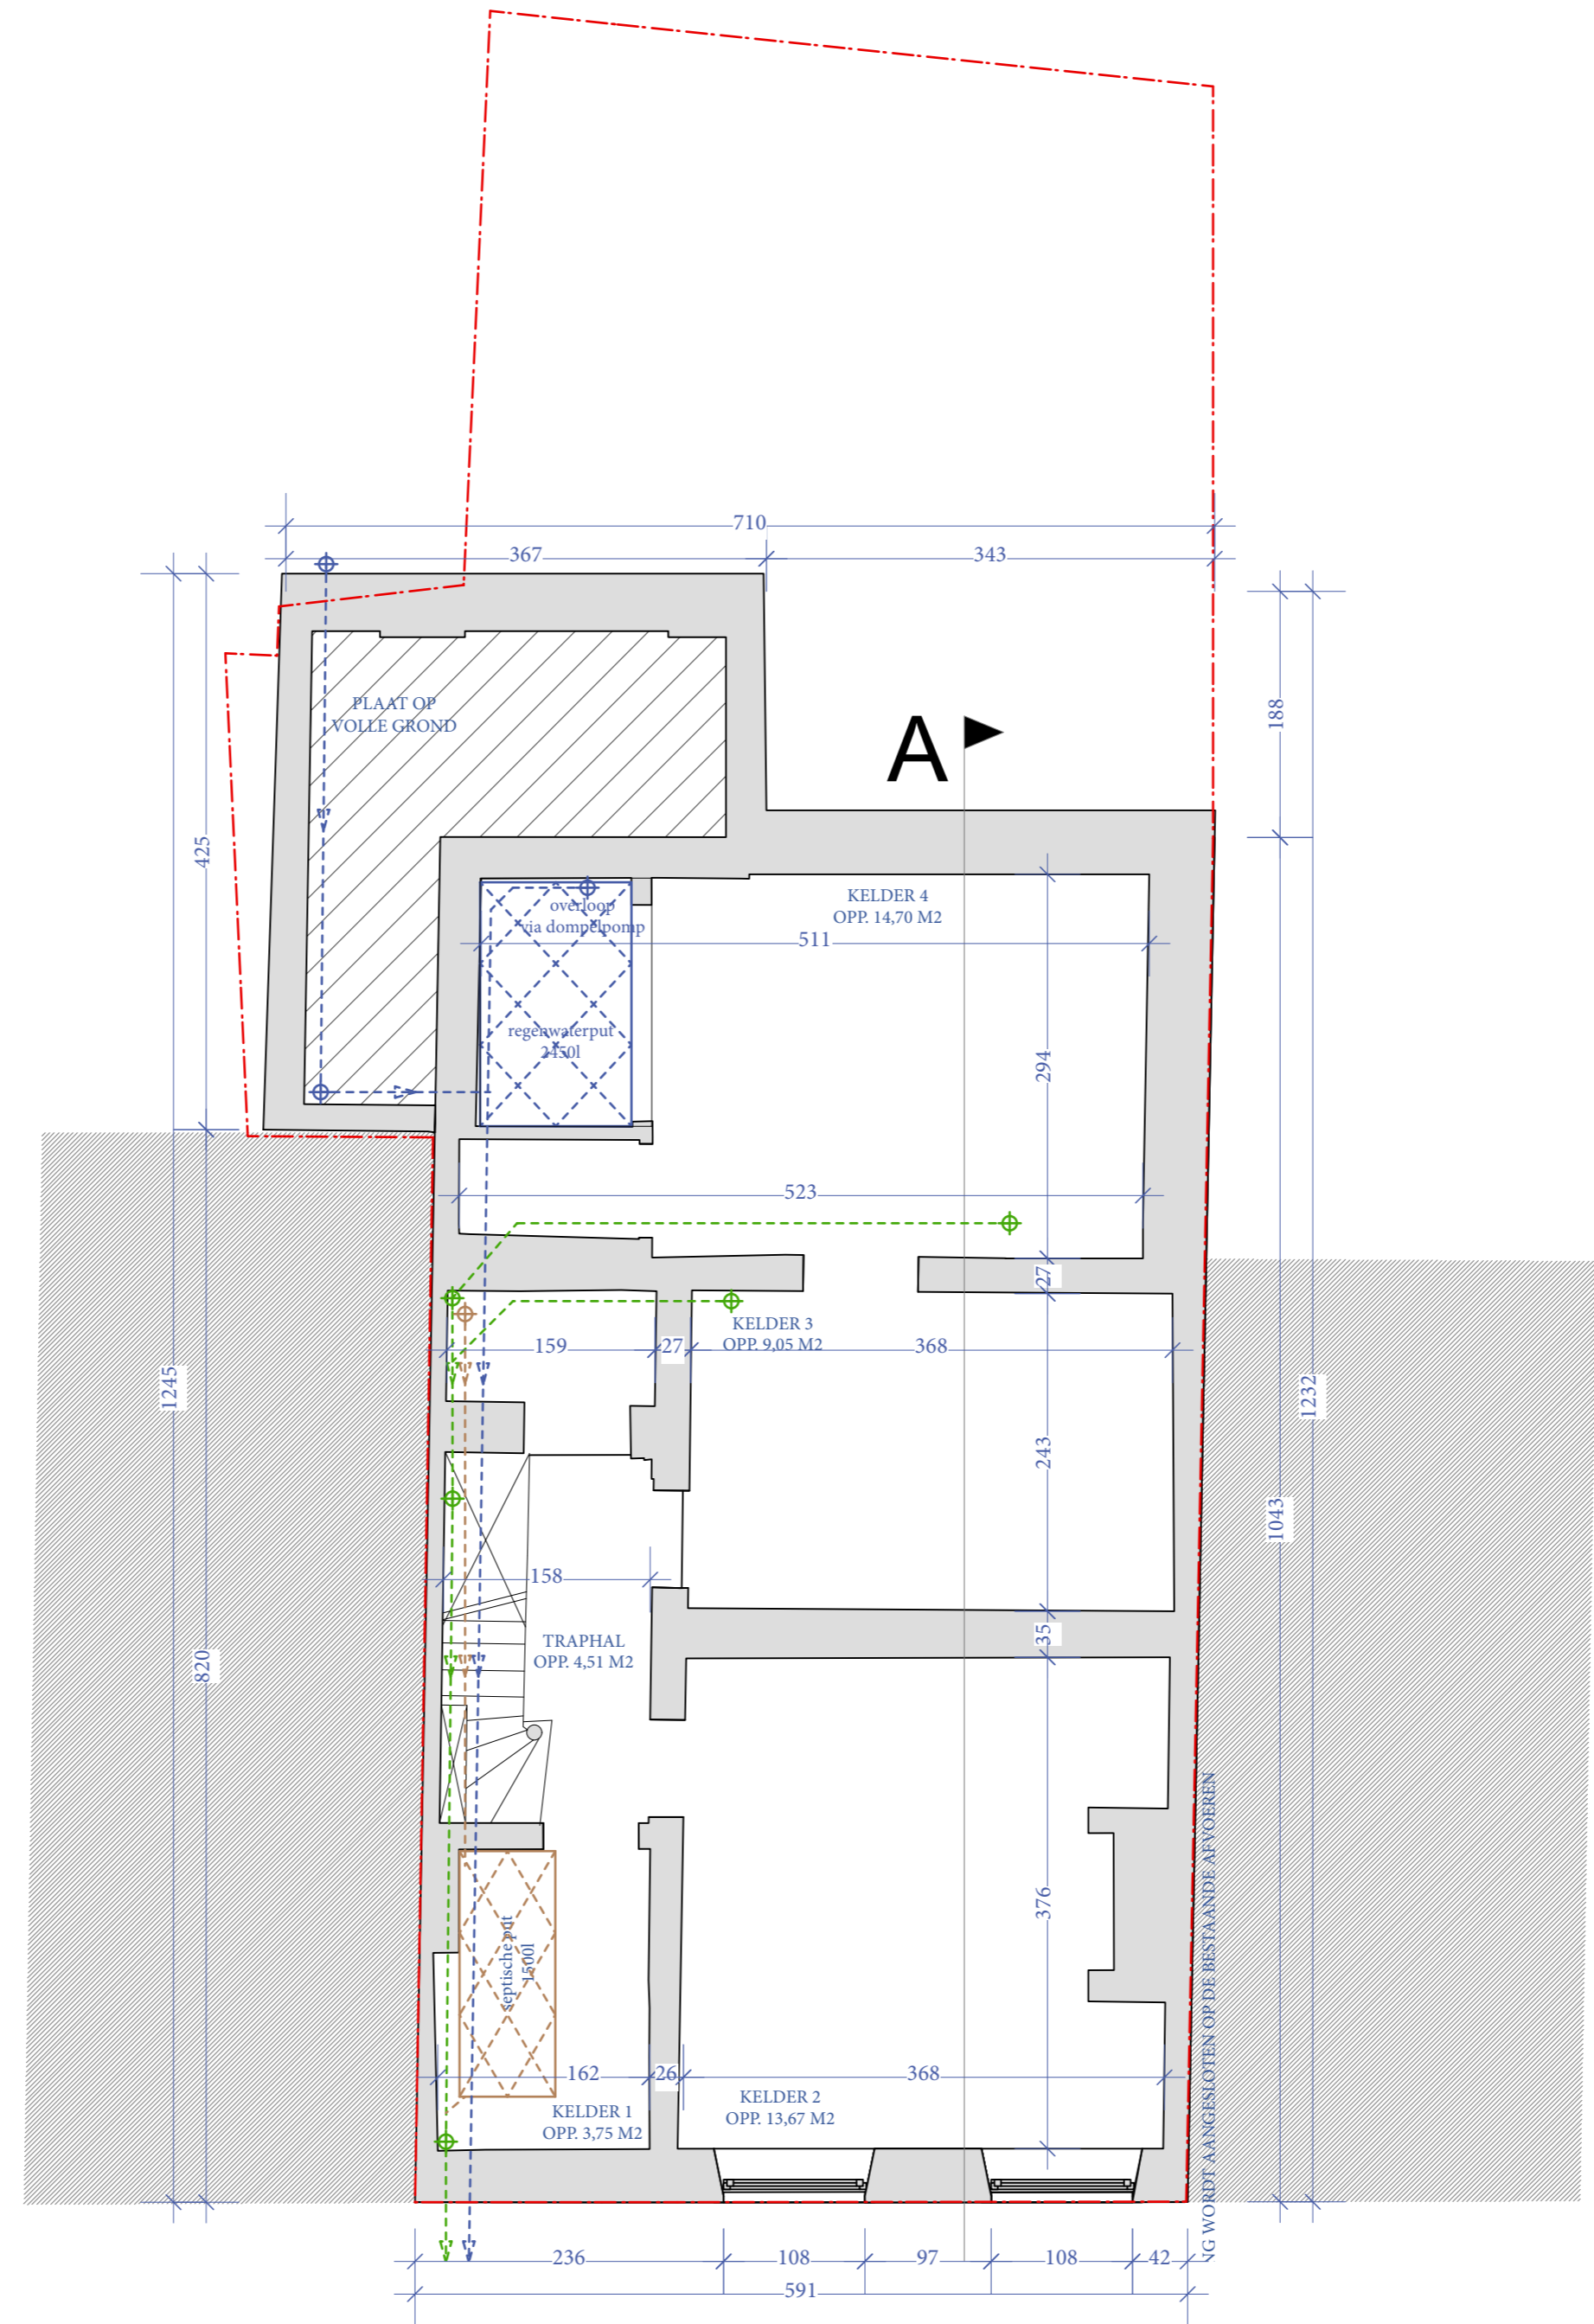 710
367
343
PLAAT OP
VOLLE GROND
A
188
425
KELDER 4
OPP. 14,70 M2
overloop
via dompelpomp
511
regenwaterput
2450l
294
523
27
KELDER 3
OPP. 9,05 M2
159
27
368
1245
1232
243
1043
158
35
TRAPHAL
OPP. 4,51 M2
820
376
septische put
1500l
NG WORDT AANGESLOTEN OP DE BESTAANDE AFVOEREN
162
26
368
KELDER 2
OPP. 13,67 M2
KELDER 1
OPP. 3,75 M2
236
108
97
108
42
591